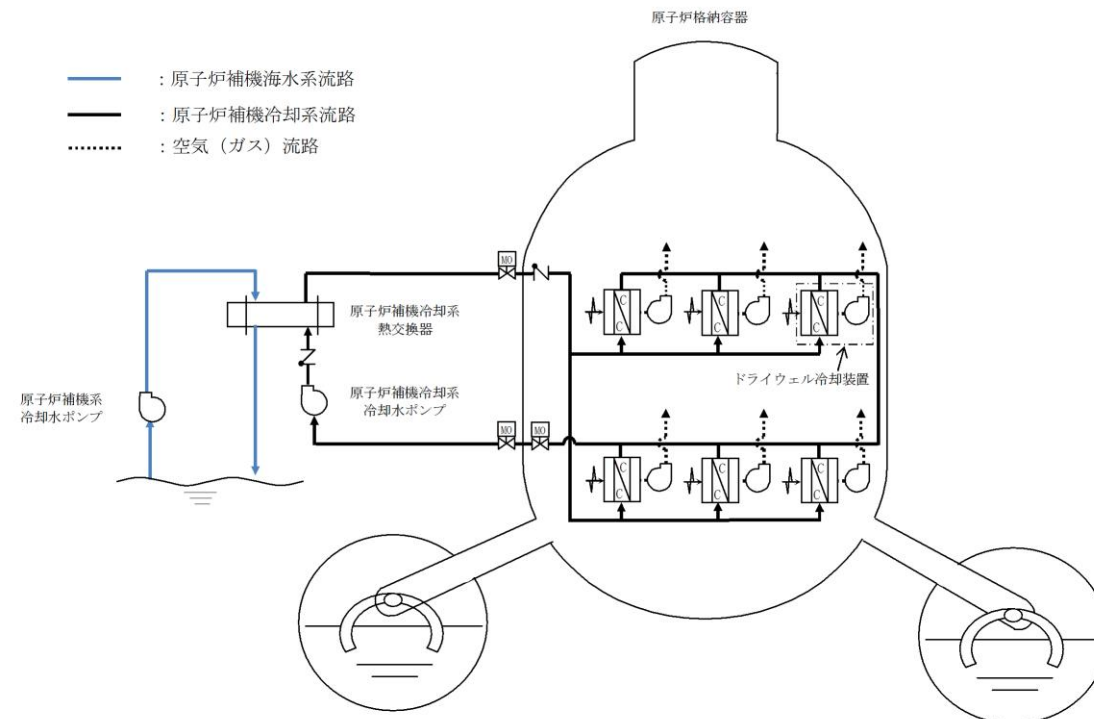 原子炉格納容器
：原子炉補機海水系流路
：原子炉補機冷却系流路
：空気（ガス）流路
MO
原子炉補機冷却系
熱交換器
C
C
C
C
C
C
ドライウェル冷却装置
原子炉補機系
冷却水ポンプ
原子炉補機冷却系
冷却水ポンプ
MO
MO
C
C
C
C
C
C